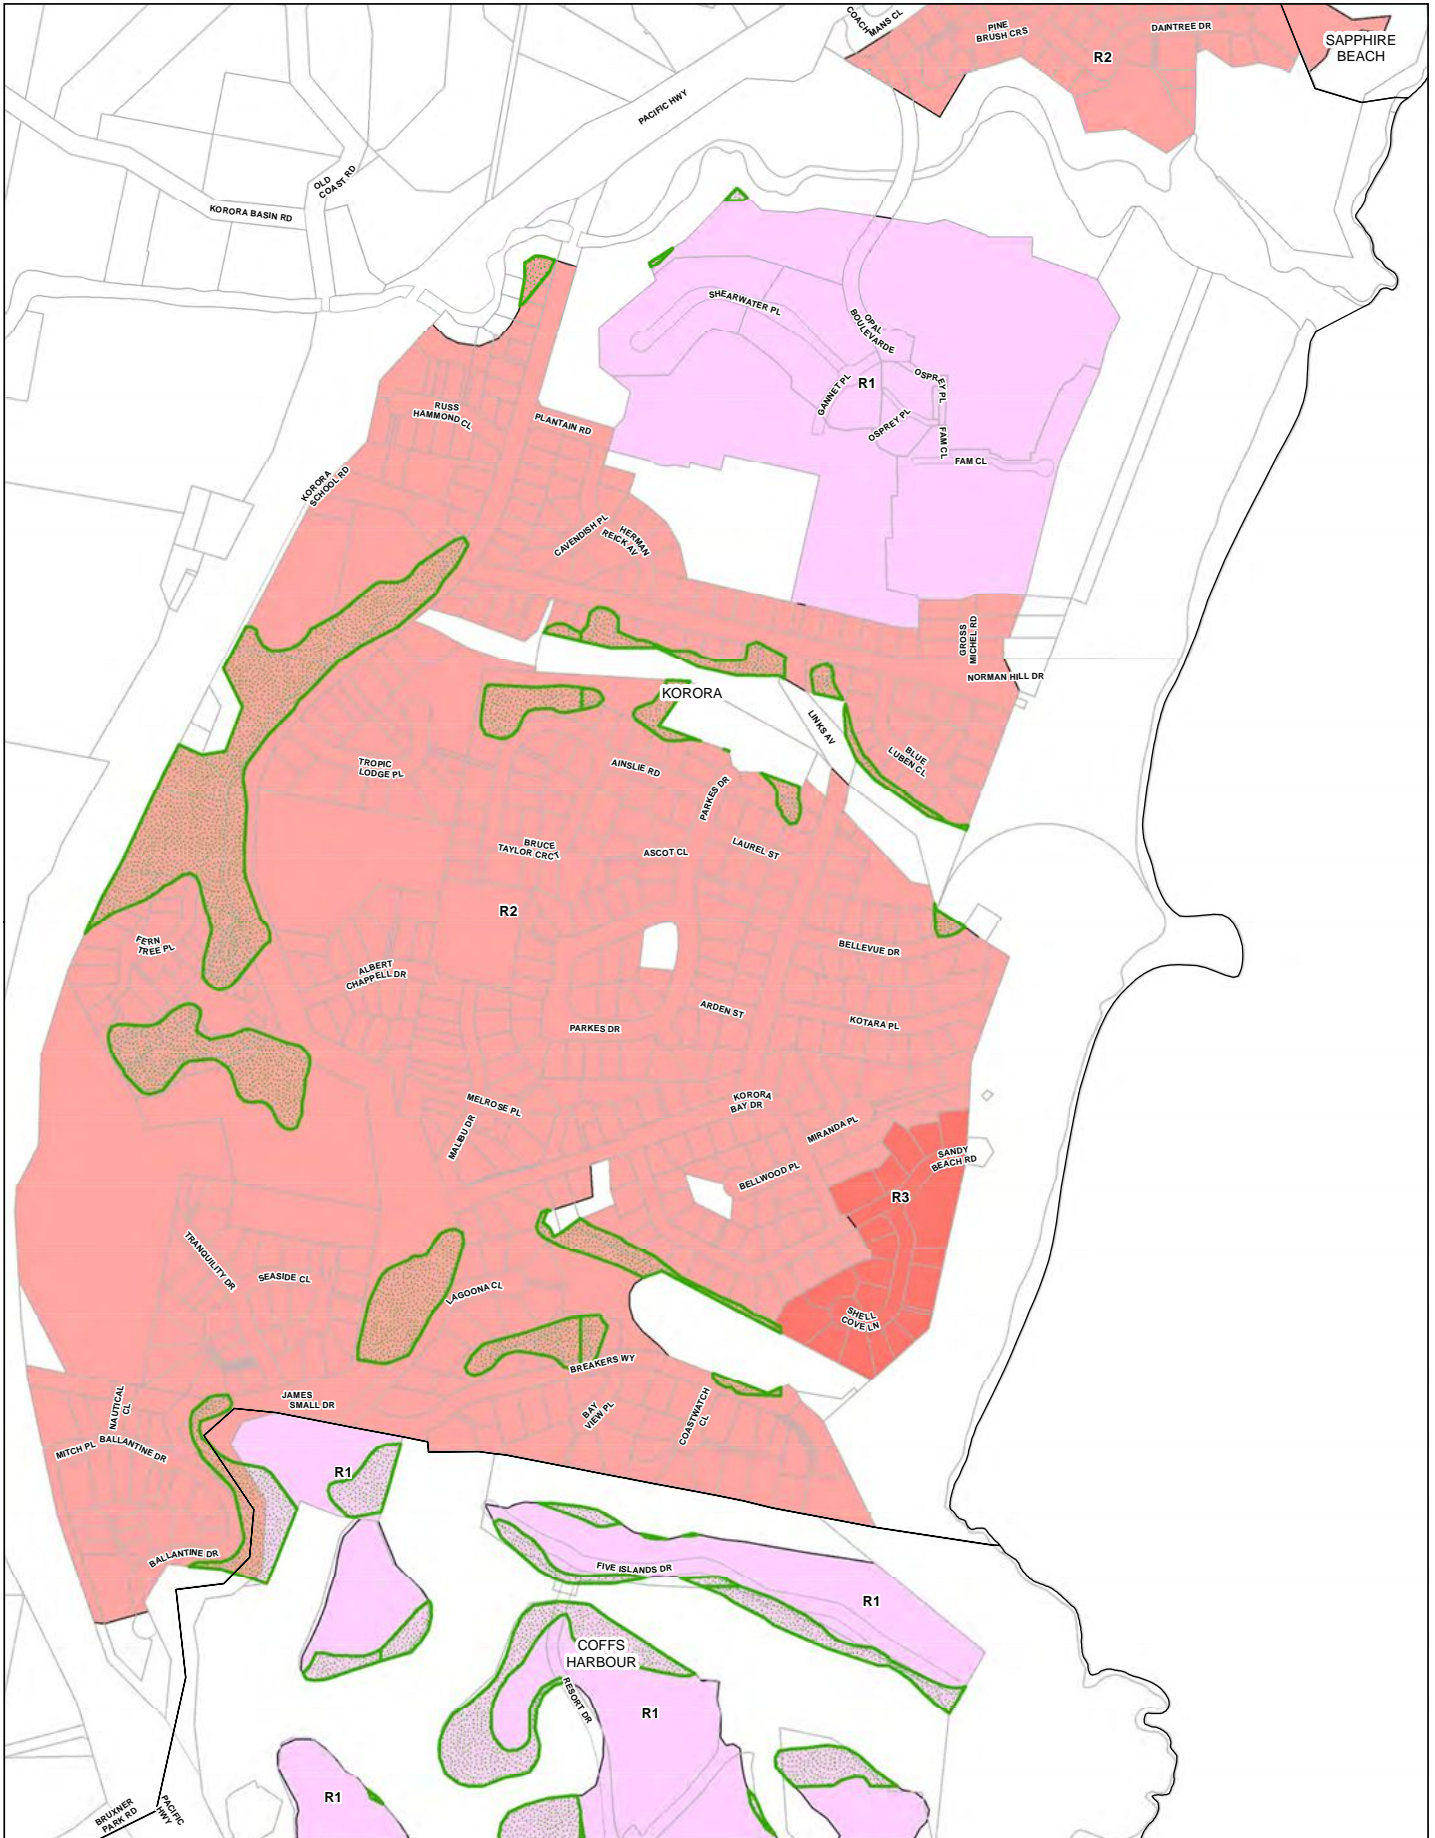 COACH
MANS CL
PINE
BRUSH CRS
DAINTREE DR
SAPPHIRE
BEACH
R2
PACIFIC HWY
OLD
COAST RD
KORORA BASIN RD
SHEARWATER PL
OPAL
BOULEVARDE
R1
OSPREY PL
GANNET PL
OSPREY PL
FAM CL
FAM CL
RUSS
HAMMOND CL
PLANTAIN RD
KORORA
SCHOOL RD
CAVENDISH PL
HERMAN
REICK AV
GROSS
MICHEL RD
NORMAN HILL DR
KORORA
LINKS AV
BLUE
LUBEN CL
TROPIC
LODGE PL
AINSLIE RD
PARKES DR
BRUCE
TAYLOR CRCT
ASCOT CL
LAUREL ST
R2
FERN
TREE PL
BELLEVUE DR
ALBERT
CHAPPELL DR
ARDEN ST
PARKES DR
KOTARA PL
MELROSE PL
KORORA
BAY DR
MALIBU DR
MIRANDA PL
SANDY
BEACH RD
BELLWOOD PL
R3
TRANQUILITY DR
SEASIDE CL
LAGOONA CL
SHELL
COVE LN
BREAKERS WY
JAMES
SMALL DR
NAUTICAL
CL
BAY
VIEW PL
COASTWATCH
CL
MITCH PL
BALLANTINE DR
R1
BALLANTINE DR
FIVE ISLANDS DR
R1
COFFS
HARBOUR
RESORT DR
R1
R1
BRUXNER
PARK RD
PACIFIC
HWY